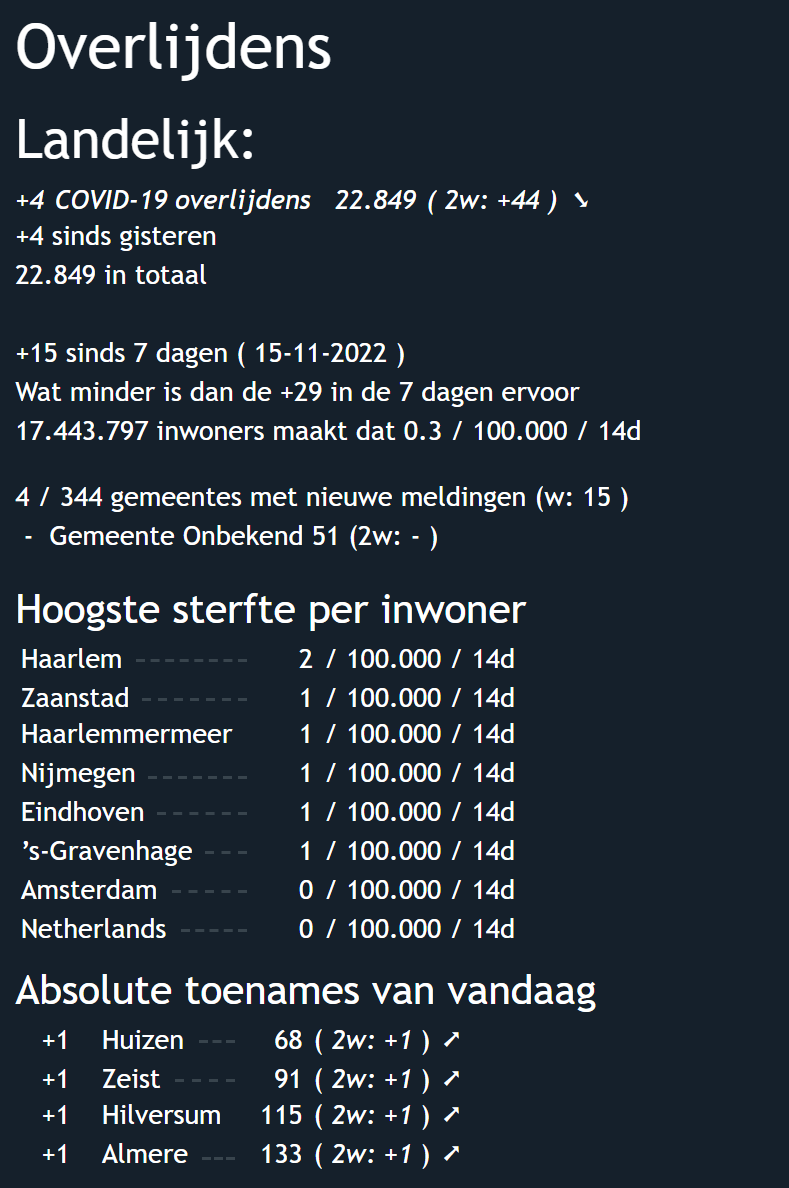 Overlijdens
Landelijk:
+4 COVID-19 overlijdens 22.849 ( 2w: +44 ) ➘
+4 sinds gisteren
22.849 in totaal
+15 sinds 7 dagen ( 15-11-2022 )
Wat minder is dan de +29 in de 7 dagen ervoor
17.443.797 inwoners maakt dat 0.3 / 100.000 / 14d
4 / 344 gemeentes met nieuwe meldingen (w: 15 )
- Gemeente Onbekend 51 (2w: - )
Hoogste sterfte per inwoner
Haarlem -------- 2 / 100.000 / 14d
Zaanstad ------- 1 / 100.000 / 14d
Haarlemmermeer 1 / 100.000 / 14d
Nijmegen ------- 1 / 100.000 / 14d
Eindhoven ------ 1 / 100.000 / 14d
’s-Gravenhage --- 1 / 100.000 / 14d
Amsterdam ----- 0 / 100.000 / 14d
Netherlands ----- 0 / 100.000 / 14d
Absolute toenames van vandaag
+1 Huizen --- 68 ( 2w: +1 ) ➚
+1 Zeist ---- 91 ( 2w: +1 ) ➚
+1 Hilversum 115 ( 2w: +1 ) ➚
+1 Almere --- 133 ( 2w: +1 ) ➚